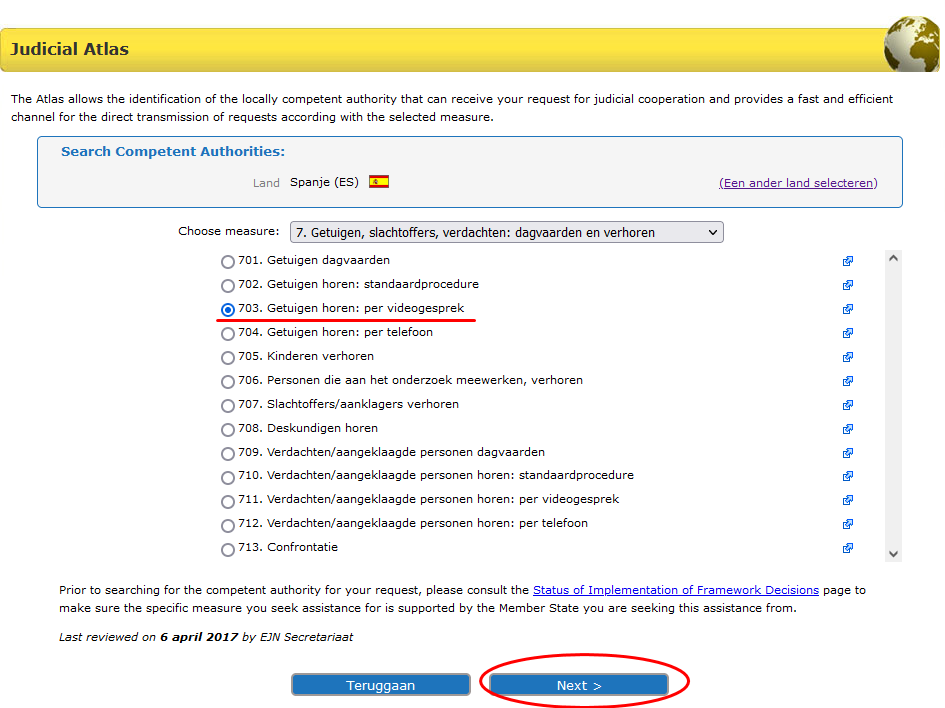 Judicial Atlas
The Atlas allows the identification of the locally competent authority that can receive your request for judicial cooperation and provides a fast and efficient
channel for the direct transmission of requests according with the selected measure.
Search Competent Authorities:
Land Spanje (ES) (Een ander land selecteren)
Choose measure: 7. Getuigen, slachtoffers, verdachten: dagvaarden en verhoren
701. Getuigen dagvaarden
702. Getuigen horen: standaardprocedure
703. Getuigen horen: per videogesprek
704. Getuigen horen: per telefoon
705. Kinderen verhoren
706. Personen die aan het onderzoek meewerken, verhoren
707. Slachtoffers/aanklagers verhoren
708. Deskundigen horen
709. Verdachten/aangeklaagde personen dagvaarden
710. Verdachten/aangeklaagde personen horen: standaardprocedure
711. Verdachten/aangeklaagde personen horen: per videogesprek
712. Verdachten/aangeklaagde personen horen: per telefoon
713. Confrontatie
Prior to searching for the competent authority for your request, please consult the Status of Implementation of Framework Decisions page to
make sure the specific measure you seek assistance for is supported by the Member State you are seeking this assistance from.
Last reviewed on 6 april 2017 by EJN Secretariaat
Teruggaan Next >